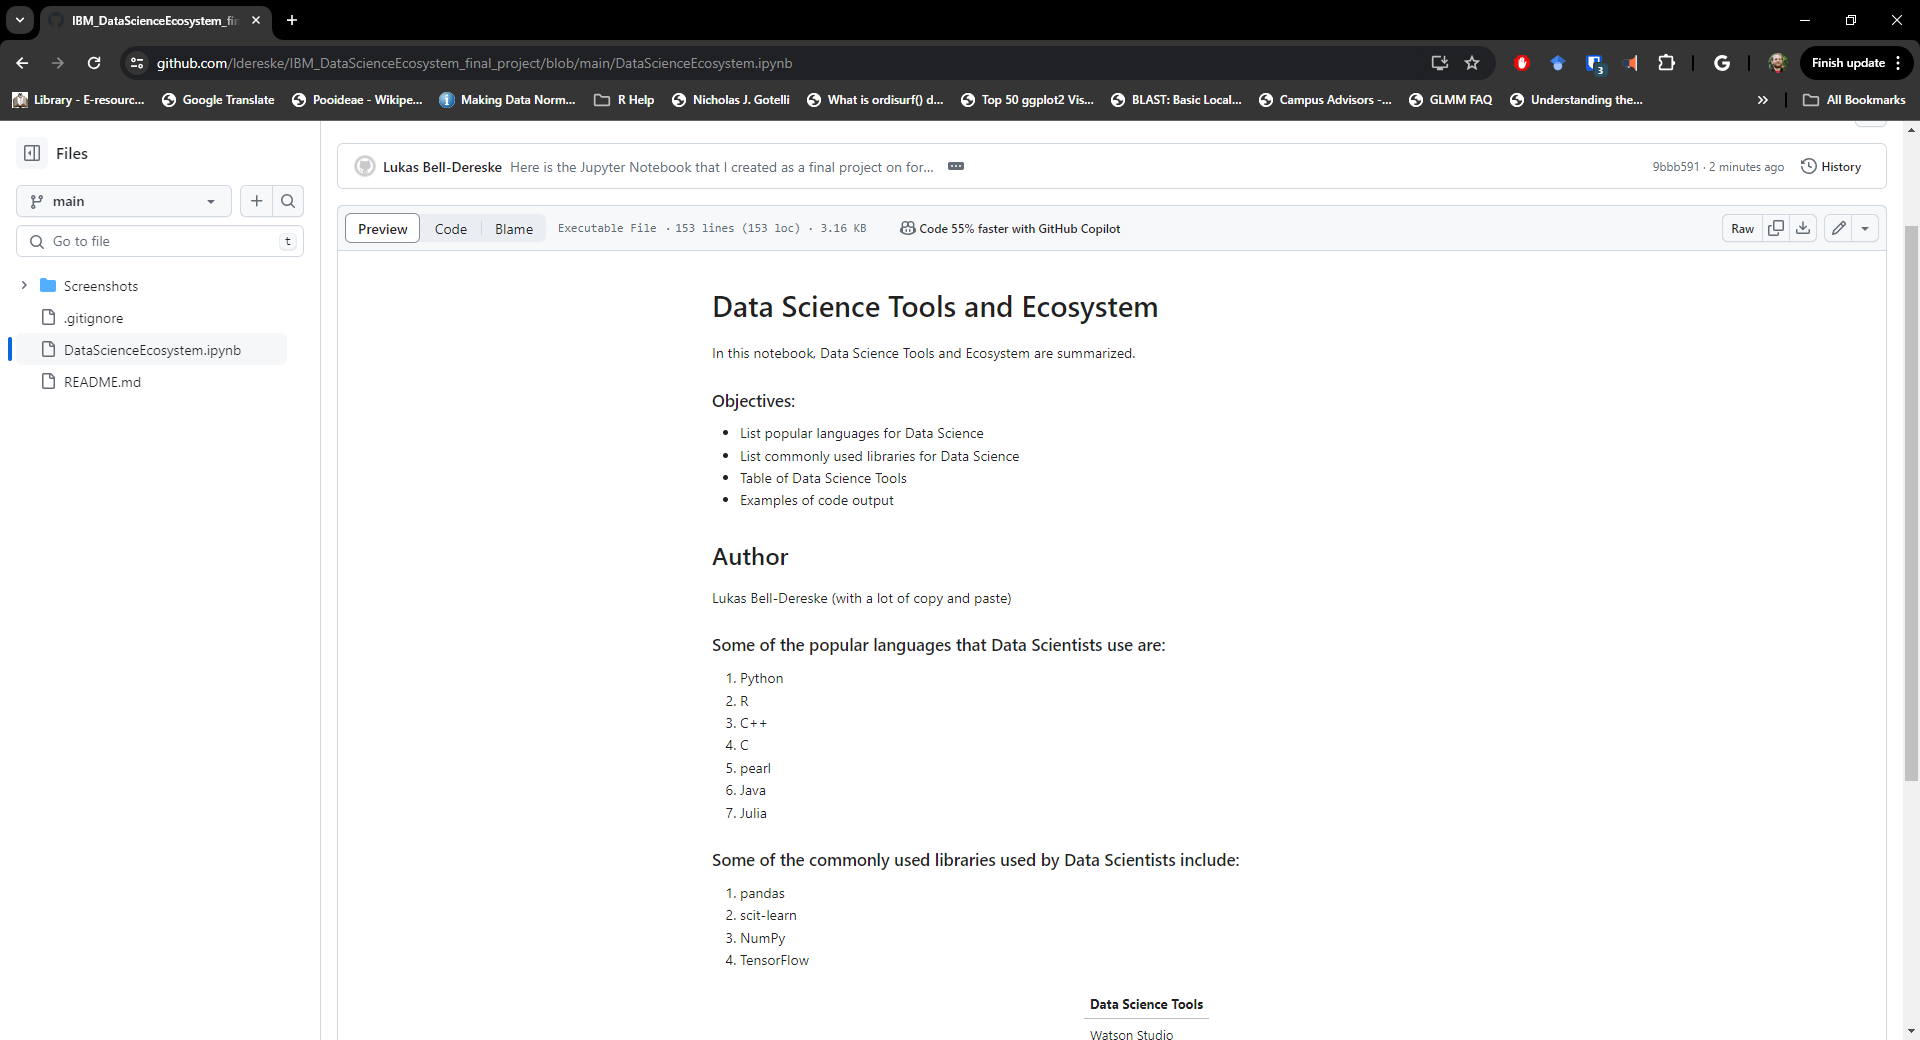 IBM_DataScienceEcosystem_fin
github.com/ldereske/IBM_DataScienceEcosystem_final_project/blob/main/DataScienceEcosystem.ipynb
3
G
Finish update
Library - E-resourc...
Google Translate
Pooideae - Wikipe...
Making Data Norm...
R Help
Nicholas J. Gotelli
What is ordisurf() d...
Top 50 ggplot2 Vis...
BLAST: Basic Local...
Campus Advisors -...
GLMM FAQ
Understanding the...
All Bookmarks
Files
main
Go to file
t
Screenshots
.gitignore
DataScienceEcosystem.ipynb
README.md
Lukas Bell-Dereske Here is the Jupyter Notebook that I created as a final project on for...
9bbb591 · 2 minutes ago
History
Preview
Code
Blame
Executable File · 153 lines (153 loc) · 3.16 KB
Code 55% faster with GitHub Copilot
Raw
Data Science Tools and Ecosystem
In this notebook, Data Science Tools and Ecosystem are summarized.
Objectives:
• List popular languages for Data Science
• List commonly used libraries for Data Science
• Table of Data Science Tools
• Examples of code output
Author
Lukas Bell-Dereske (with a lot of copy and paste)
Some of the popular languages that Data Scientists use are:
1. Python
2. R
3. C++
4. C
5. pearl
6. Java
7. Julia
Some of the commonly used libraries used by Data Scientists include:
1. pandas
2. scit-learn
3. NumPy
4. TensorFlow
Data Science Tools
Watson Studio